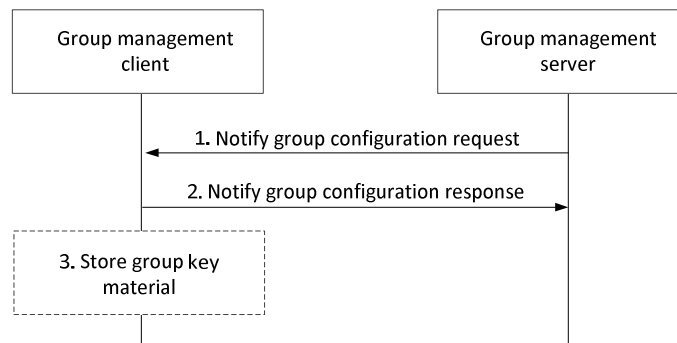 Group management
client
Group management
server
1. Notify group configuration request
2. Notify group configuration response
3. Store group key
material